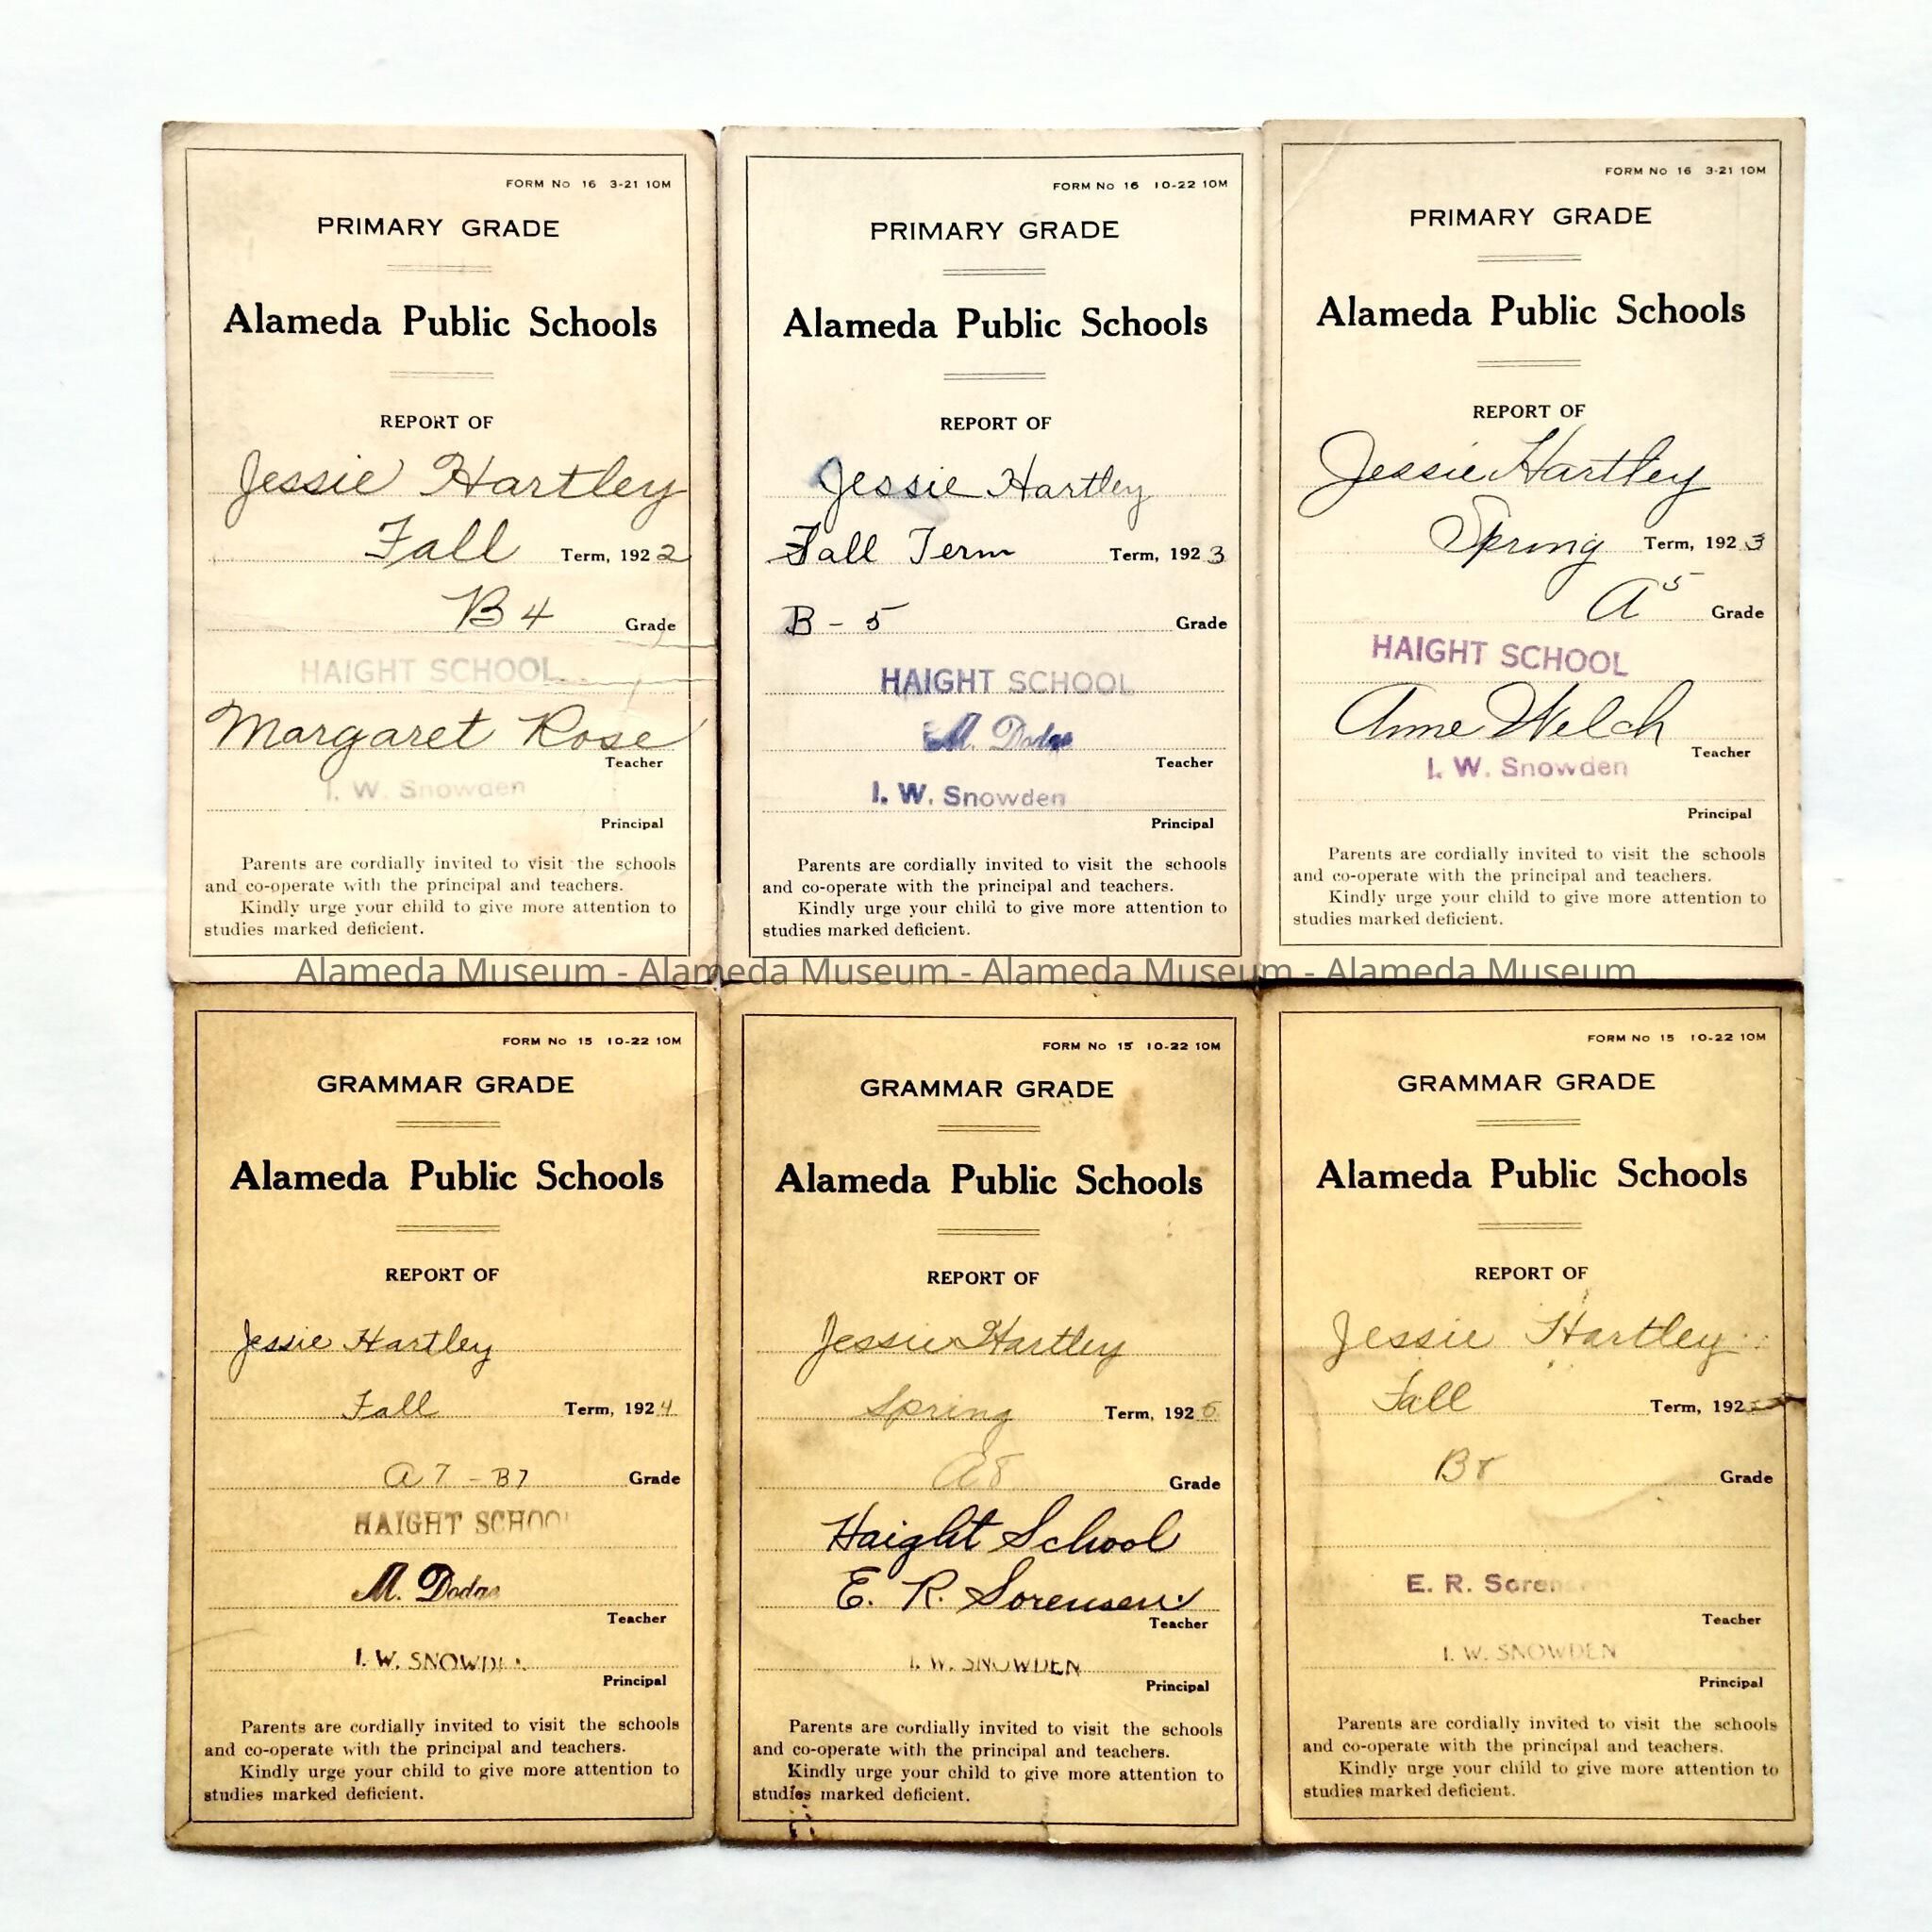 FORM No 16 3-21 10M
PRIMARY GRADE
Alameda Public Schools
REPORT OF
Jessie Hartley
Fall Term, 1922
B4 Grade
HAIGHT SCHOOL
Margaret Rose
Teacher
I. W. Snowden
Principal
Parents are cordially invited to visit the schools
and co-operate with the principal and teachers.
Kindly urge your child to give more attention to
studies marked deficient.
FORM No 16 10-22 10M
PRIMARY GRADE
Alameda Public Schools
REPORT OF
Jessie Hartley
Fall Term Term, 1923
B - 5 Grade
HAIGHT SCHOOL
M. Dodge
Teacher
I. W. Snowden
Principal
Parents are cordially invited to visit the schools
and co-operate with the principal and teachers.
Kindly urge your child to give more attention to
studies marked deficient.
FORM No 16 3-21 10M
PRIMARY GRADE
Alameda Public Schools
REPORT OF
Jessie Hartley
Spring Term, 1923
A5 Grade
HAIGHT SCHOOL
Anne Welch
Teacher
I. W. Snowden
Principal
Parents are cordially invited to visit the schools
and co-operate with the principal and teachers.
Kindly urge your child to give more attention to
studies marked deficient.
Alameda Museum - Alameda Museum - Alameda Museum - Alameda Museum
FORM No 15 10-22 10M
GRAMMAR GRADE
Alameda Public Schools
REPORT OF
Jessie Hartley
Fall Term, 1924
A7 - B7 Grade
HAIGHT SCHOOL
M. Dodge
Teacher
I. W. SNOWDEN
Principal
Parents are cordially invited to visit the schools
and co-operate with the principal and teachers.
Kindly urge your child to give more attention to
studies marked deficient.
FORM No 15 10-22 10M
GRAMMAR GRADE
Alameda Public Schools
REPORT OF
Jessie Hartley
Spring Term, 192
A8 Grade
Haight School
E. R. Sorensen
Teacher
I. W. SNOWDEN
Principal
Parents are cordially invited to visit the schools
and co-operate with the principal and teachers.
Kindly urge your child to give more attention to
studies marked deficient.
FORM No 15 10-22 10M
GRAMMAR GRADE
Alameda Public Schools
REPORT OF
Jessie Hartley
Fall Term, 192
B8 Grade
E. R. Sorensen
Teacher
I. W. SNOWDEN
Principal
Parents are cordially invited to visit the schools
and co-operate with the principal and teachers.
Kindly urge your child to give more attention to
studies marked deficient.